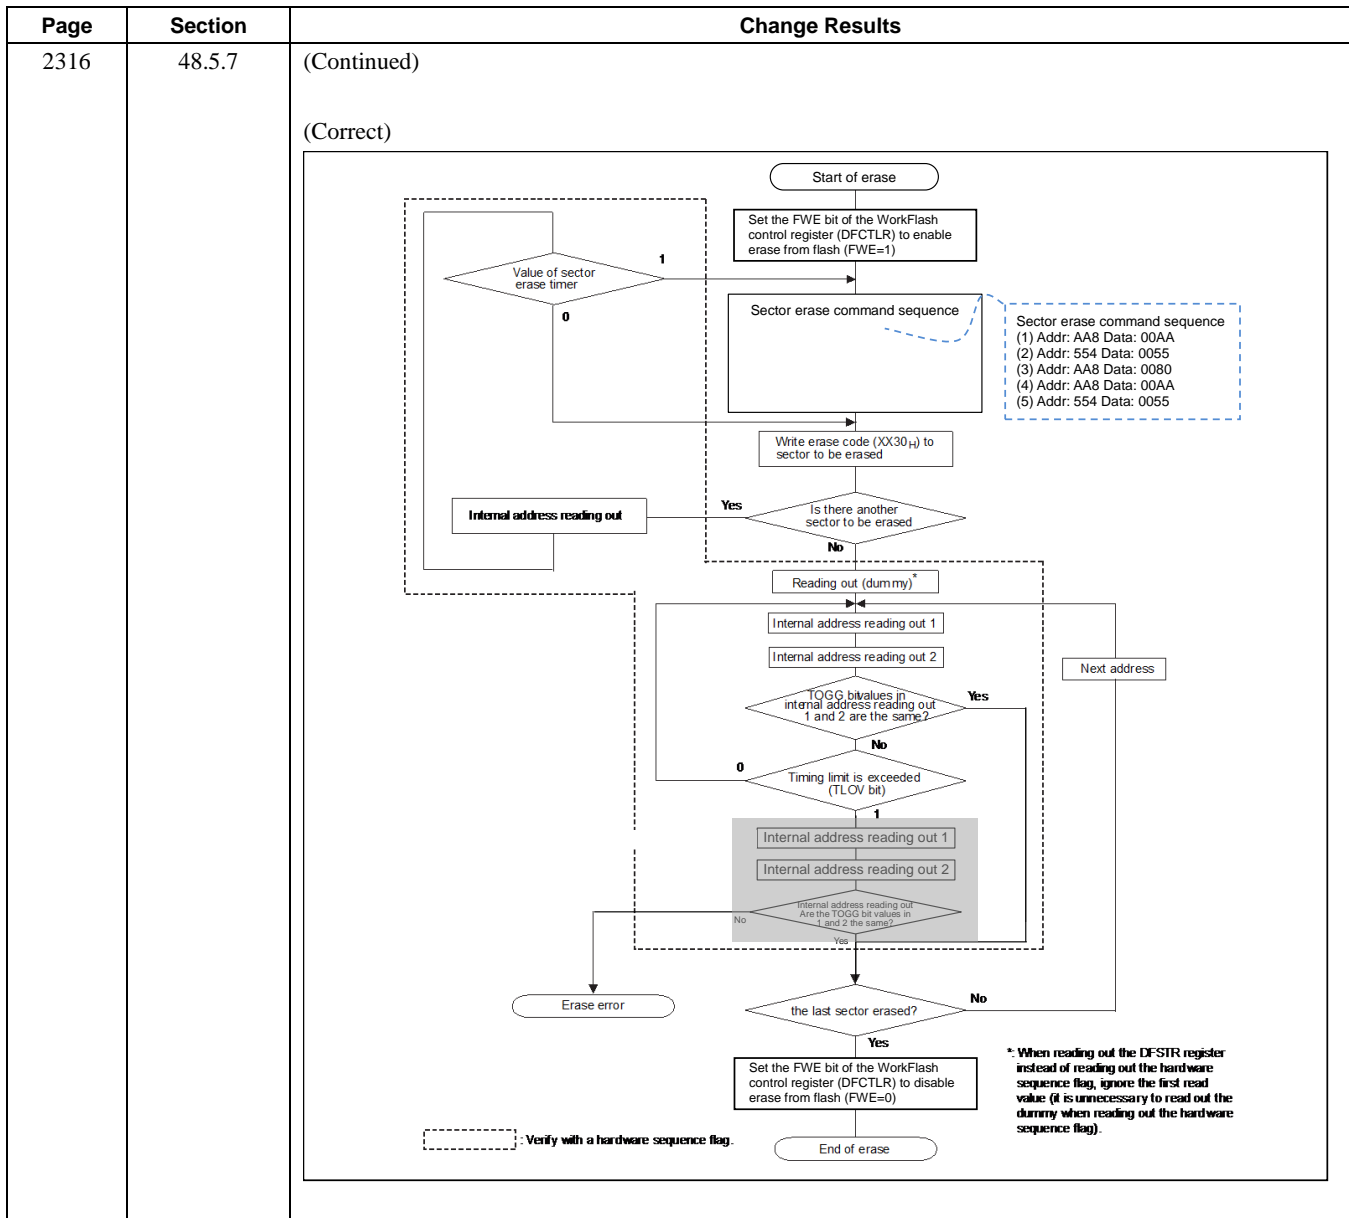 Page Section Change Results
2316 48.5.7 (Continued)
(Correct)
Start of erase
Set the FWE bit of the WorkFlash
control register (DFCTLR) to enable
erase from flash (FWE=1)
Value of sector
erase timer
1
0
Sector erase command sequence
Sector erase command sequence
(1) Addr: AA8 Data: 00AA
(2) Addr: 554 Data: 0055
(3) Addr: AA8 Data: 0080
(4) Addr: AA8 Data: 00AA
(5) Addr: 554 Data: 0055
Write erase code (XX30H) to
sector to be erased
Internal address reading out
Yes
Is there another
sector to be erased
No
Reading out (dummy)*
Internal address reading out 1
Internal address reading out 2
Next address
TOGG bit values in
internal address reading out
1 and 2 are the same?
Yes
No
0
Timing limit is exceeded
(TLOV bit)
1
Internal address reading out 1
Internal address reading out 2
Internal address reading out
Are the TOGG bit values in
1 and 2 the same?
No
Yes
Erase error
the last sector erased?
No
Yes
Set the FWE bit of the WorkFlash
control register (DFCTLR) to disable
erase from flash (FWE=0)
*: When reading out the DFSTR register
instead of reading out the hardware
sequence flag, ignore the first read
value (it is unnecessary to read out the
dummy when reading out the hardware
sequence flag).
: Verify with a hardware sequence flag.
End of erase